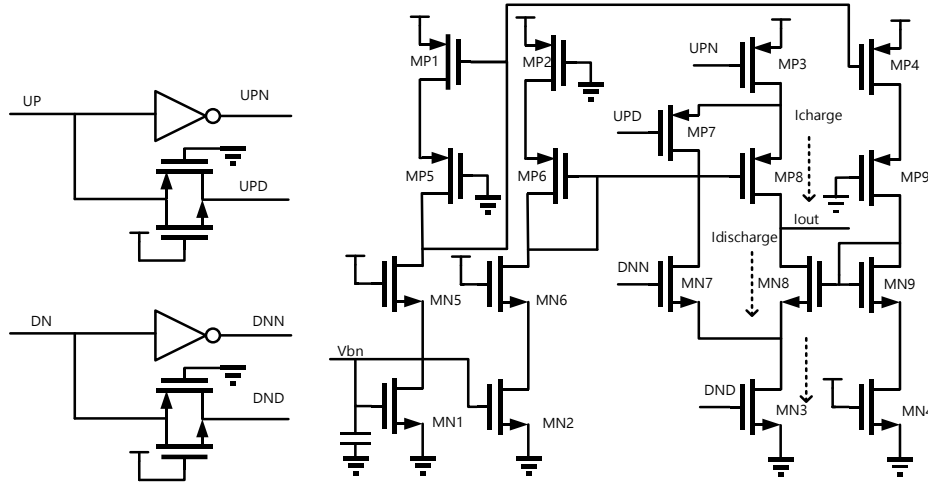 UP
UPN
UPD
DN
DNN
DND
MP1
MP2
UPN
MP3
MP4
UPD
MP7
Icharge
MP5
MP6
MP8
MP9
Iout
Idischarge
DNN
MN5
MN6
MN7
MN8
MN9
Vbn
DND
MN1
MN2
MN3
MN4